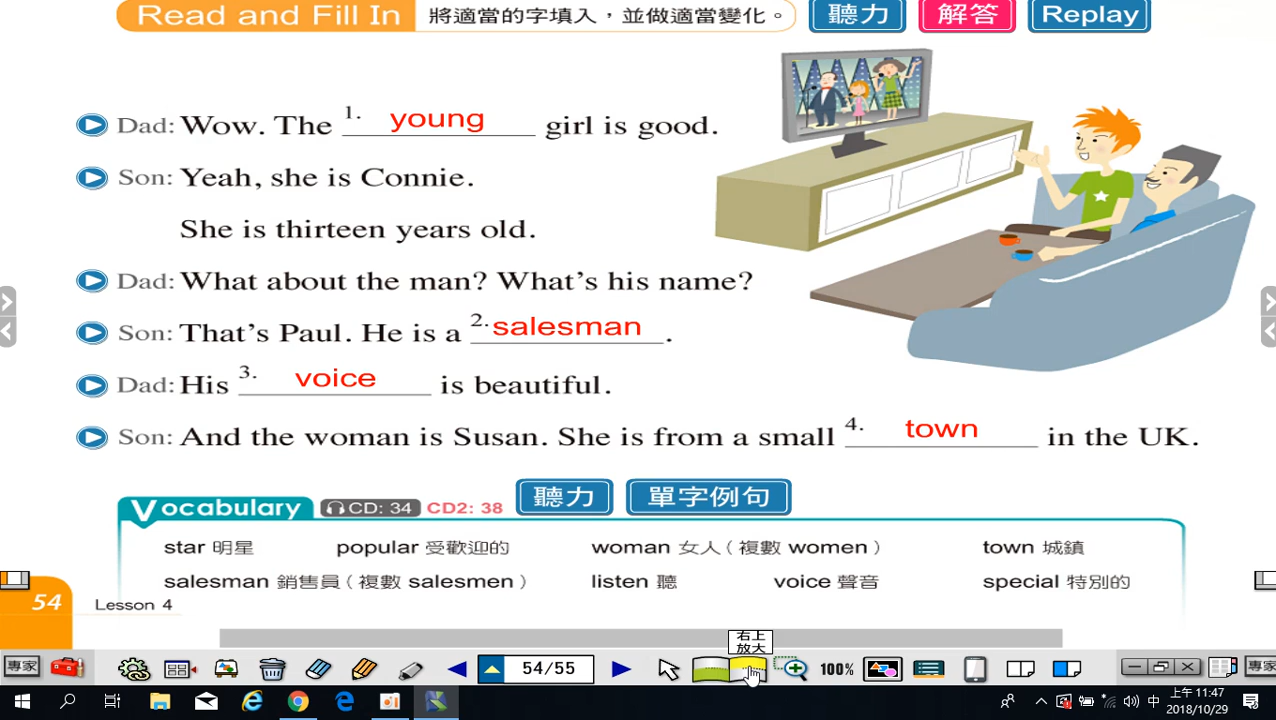 Read and Fill In 將適當的字填入，並做適當變化。 聽力 解答 Replay
Dad: Wow. The 1. young girl is good.
Son: Yeah, she is Connie.
She is thirteen years old.
Dad: What about the man? What's his name?
Son: That's Paul. He is a 2. salesman.
Dad: His 3. voice is beautiful.
Son: And the woman is Susan. She is from a small 4. town in the UK.
Vocabulary CD: 34 CD2: 38 聽力 單字例句
star 明星 popular 受歡迎的 woman 女人（複數 women） town 城鎮
salesman 銷售員（複數 salesmen） listen 聽 voice 聲音 special 特別的
54 Lesson 4
右上
放大
專家 54/55 100% 專家
中 上午 11:47
2018/10/29